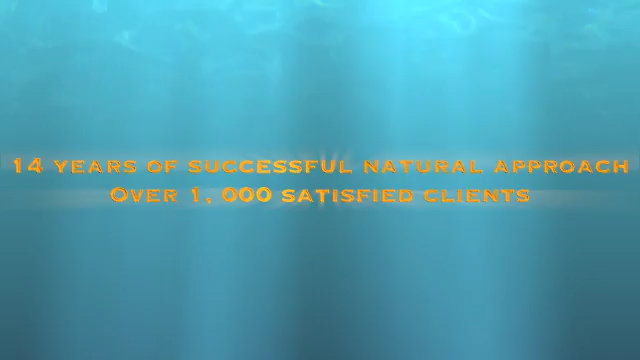 14 years of successful natural approach
Over 1, 000 satisfied clients